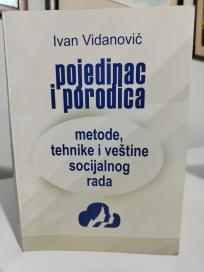 Ivan Vidanović
pojedinac
i porodica
metode,
tehnike i veštine
socijalnog
rada